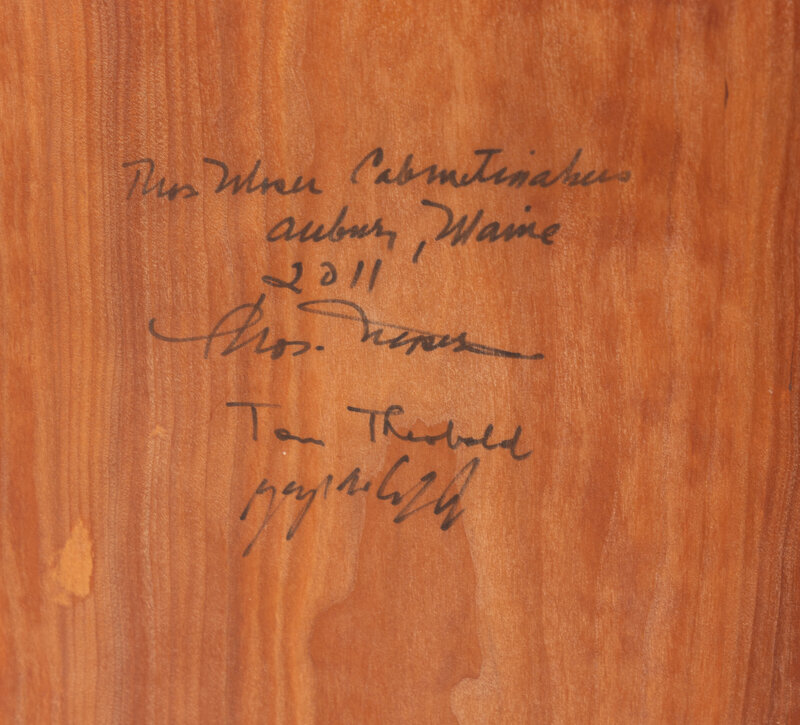 Thos Moser Cabinetmakers
Auburn, Maine
2011
Thos. Moser
Tom Theobald